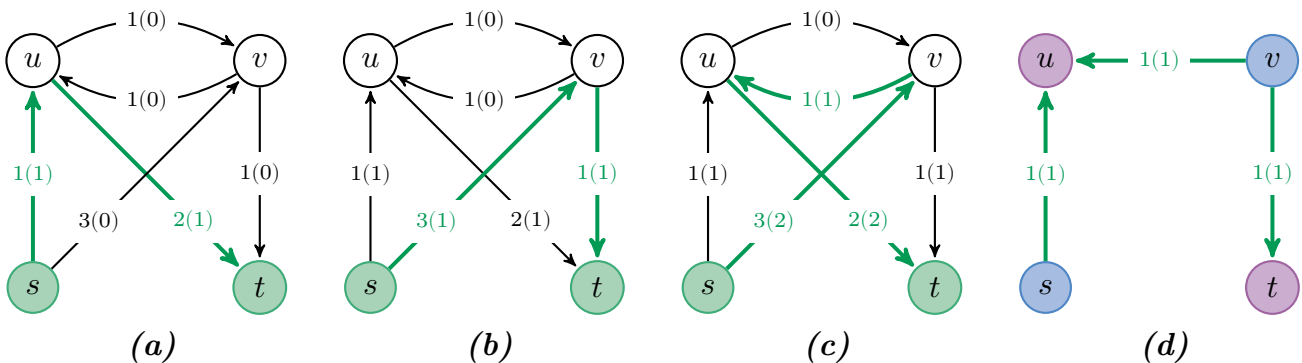 1(0) 1(0) 1(0)
u v u v u v u 1(1) v
1(0) 1(0) 1(1)
1(1) 1(0) 1(1) 1(1) 1(1) 1(1) 1(1) 1(1)
3(0) 2(1) 3(1) 2(1) 3(2) 2(2)
s t s t s t s t
(a) (b) (c) (d)